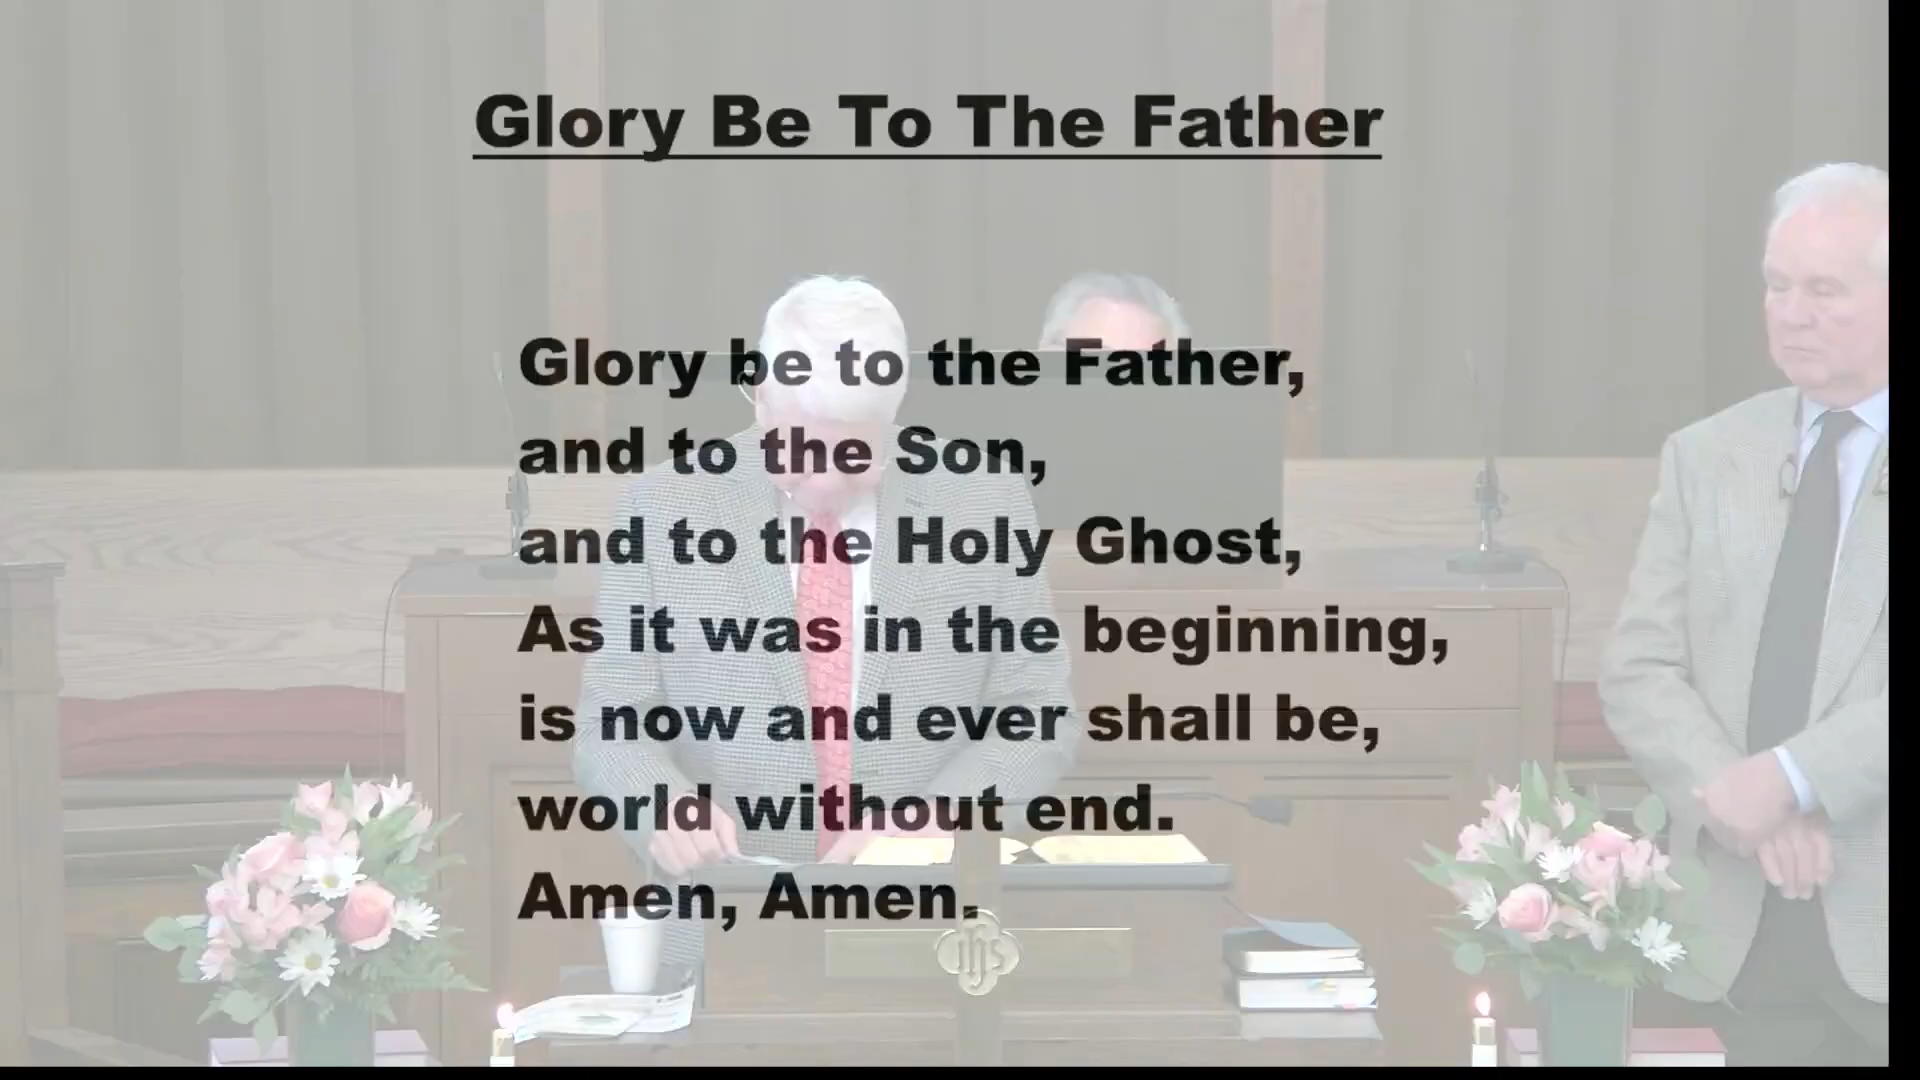 Glory Be To The Father
Glory be to the Father,
and to the Son,
and to the Holy Ghost,
As it was in the beginning,
is now and ever shall be,
world without end.
Amen, Amen.
IHS